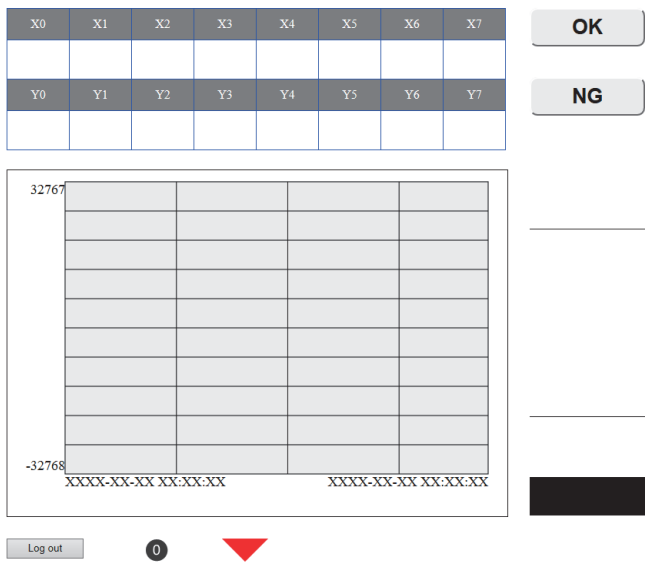 X0 X1 X2 X3 X4 X5 X6 X7
OK
Y0 Y1 Y2 Y3 Y4 Y5 Y6 Y7
NG
32767
-32768
XXXX-XX-XX XX:XX:XX XXXX-XX-XX XX:XX:XX
Log out
0